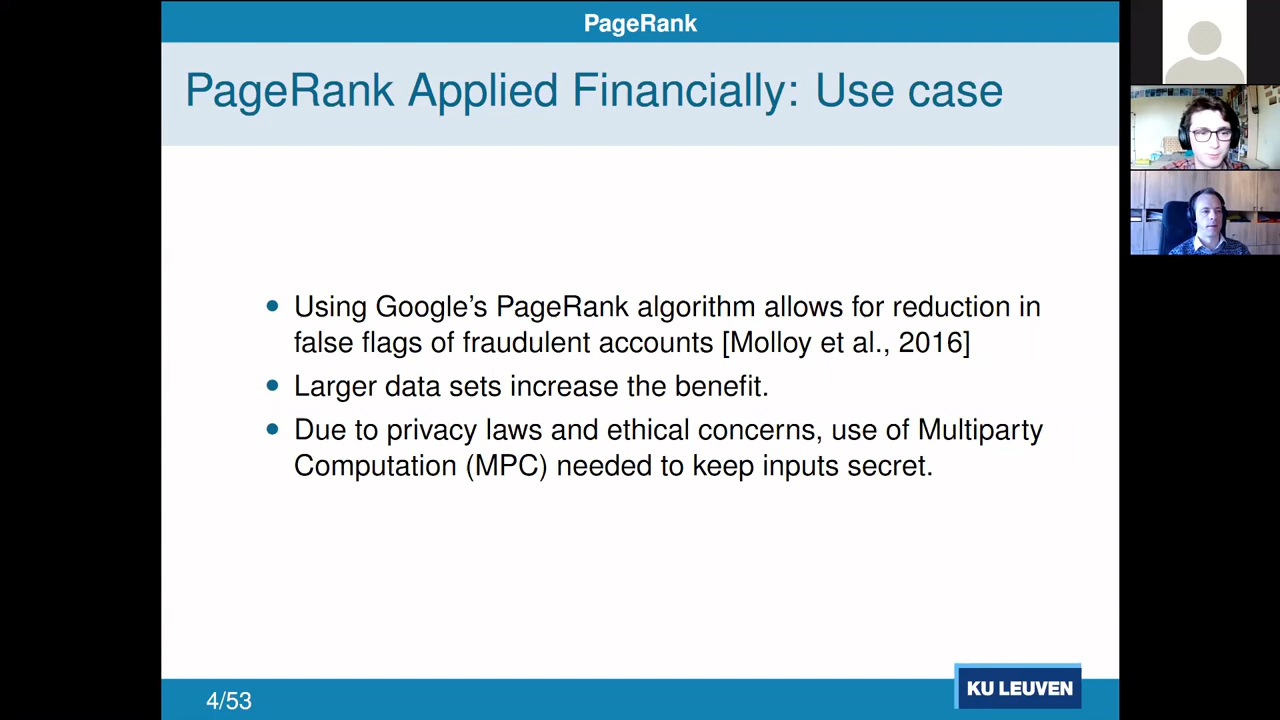 PageRank
PageRank Applied Financially: Use case
• Using Google's PageRank algorithm allows for reduction in
false flags of fraudulent accounts [Molloy et al., 2016]
• Larger data sets increase the benefit.
• Due to privacy laws and ethical concerns, use of Multiparty
Computation (MPC) needed to keep inputs secret.
4/53
KU LEUVEN